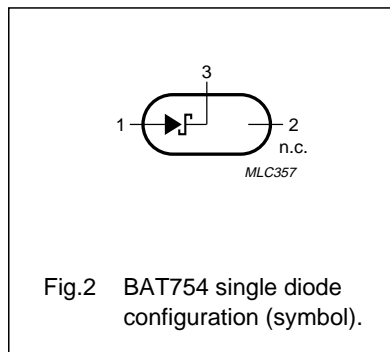 3
1
2
n.c.
MLC357
Fig.2 BAT754 single diode
configuration (symbol).